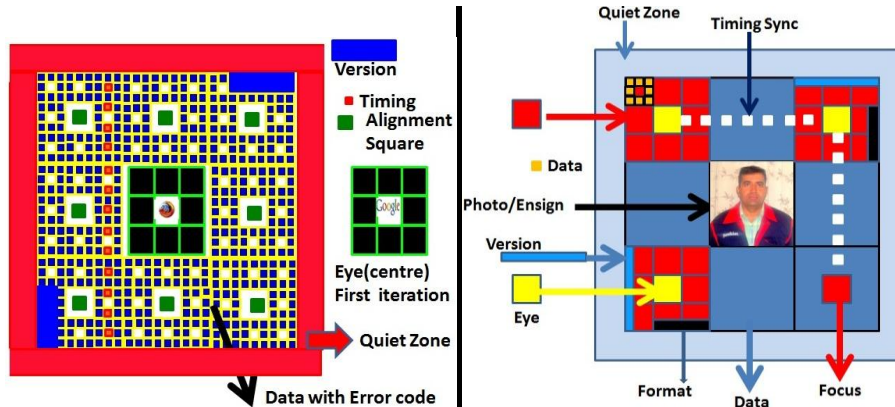 Version
Timing
Alignment
Square
Google
Eye(centre)
First iteration
Quiet Zone
Data with Error code
Quiet Zone
Timing Sync
Data
Photo/Ensign
Version
Eye
Format
Data
Focus